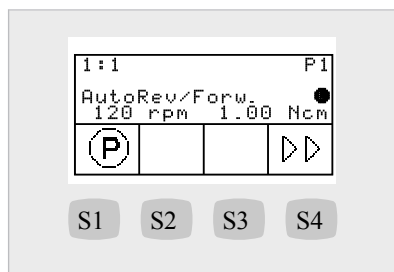 1:1 P1
AutoRev/Forw.
120 rpm 1.00 Ncm
P
S1 S2 S3 S4